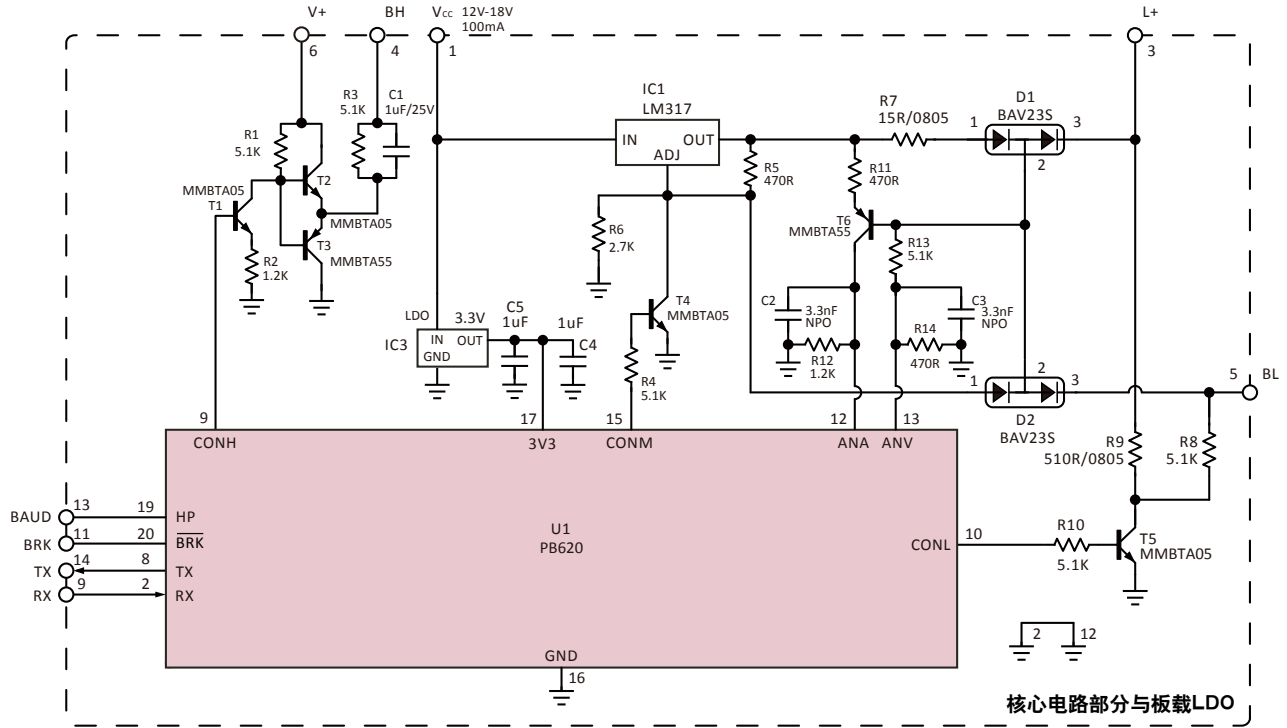 V+
BH
Vcc
12V-18V
100mA
L+
6
4
1
3
R3
5.1K
C1
1uF/25V
R1
5.1K
T2
MMBTA05
MMBTA05
T1
T3
MMBTA55
R2
1.2K
IC1
LM317
IN
OUT
ADJ
R7
15R/0805
D1
BAV23S
1
3
2
R5
470R
R11
470R
T6
MMBTA55
R6
2.7K
R13
5.1K
T4
MMBTA05
C2
3.3nF
NPO
C3
3.3nF
NPO
R12
1.2K
R14
470R
LDO
3.3V
IC3
IN
OUT
GND
C5
1uF
1uF
C4
R4
5.1K
1
2
3
D2
BAV23S
5
BL
9
17
15
12
13
CONH
3V3
CONM
ANA
ANV
R9
510R/0805
R8
5.1K
BAUD
13
19
HP
BRK
11
20
BRK
TX
14
8
TX
RX
9
2
RX
U1
PB620
CONL
10
R10
5.1K
T5
MMBTA05
GND
16
2
12
核心电路部分与板载LDO